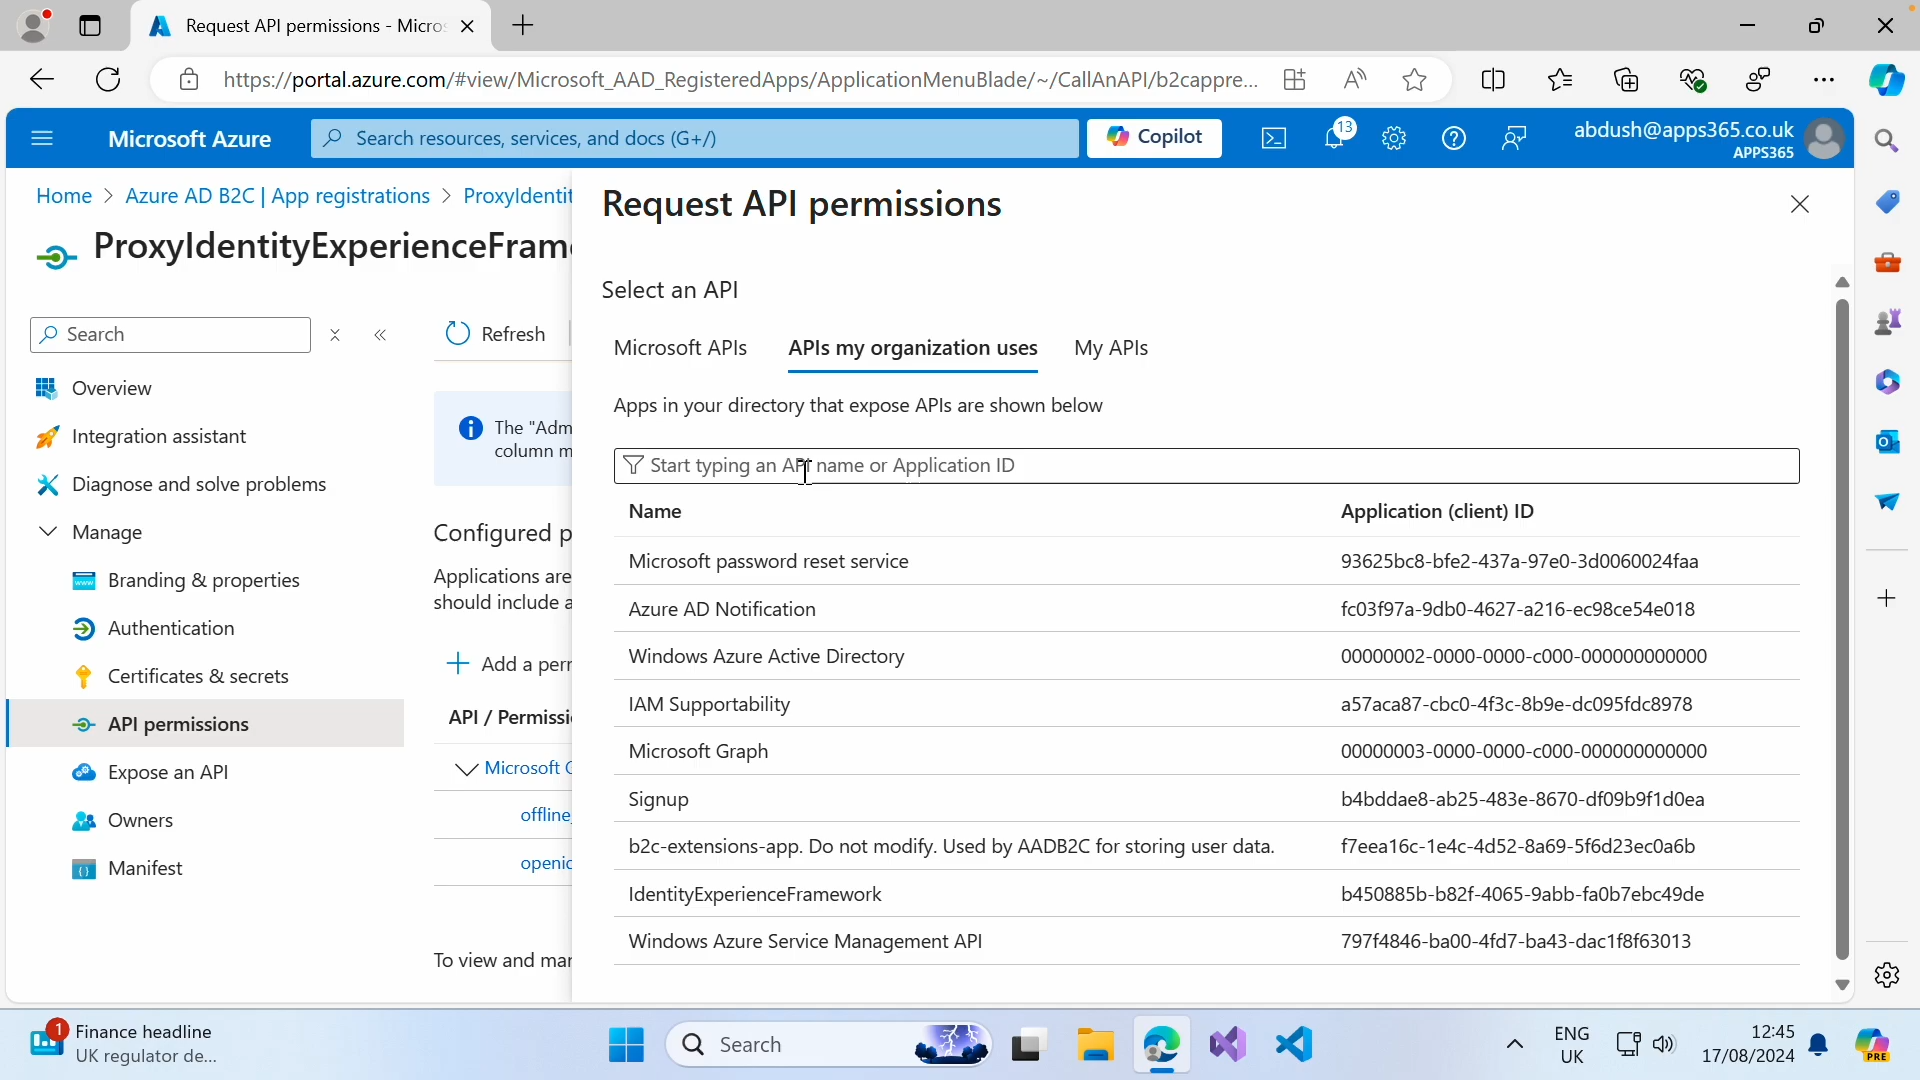 Request API permissions - Micros
https://portal.azure.com/#view/Microsoft_AAD_RegisteredApps/ApplicationMenuBlade/~/CallAnAPI/b2cappre...
Microsoft Azure
Search resources, services, and docs (G+/)
Copilot
13
abdush@apps365.co.uk
APPS365
Home > Azure AD B2C | App registrations > ProxyIdentit
ProxyIdentityExperienceFrame
Search
Refresh
Overview
Integration assistant
Diagnose and solve problems
Manage
Branding & properties
Authentication
Certificates & secrets
API permissions
Expose an API
Owners
Manifest
The "Adm
column m
Configured p
Applications are
should include a
Add a perm
API / Permissio
Microsoft G
offline_
openid
To view and man
Request API permissions
Select an API
Microsoft APIs
APIs my organization uses
My APIs
Apps in your directory that expose APIs are shown below
Start typing an API name or Application ID
Name Application (client) ID
Microsoft password reset service 93625bc8-bfe2-437a-97e0-3d0060024faa
Azure AD Notification fc03f97a-9db0-4627-a216-ec98ce54e018
Windows Azure Active Directory 00000002-0000-0000-c000-000000000000
IAM Supportability a57aca87-cbc0-4f3c-8b9e-dc095fdc8978
Microsoft Graph 00000003-0000-0000-c000-000000000000
Signup b4bddae8-ab25-483e-8670-df09b9f1d0ea
b2c-extensions-app. Do not modify. Used by AADB2C for storing user data. f7eea16c-1e4c-4d52-8a69-5f6d23ec0a6b
IdentityExperienceFramework b450885b-b82f-4065-9abb-fa0b7ebc49de
Windows Azure Service Management API 797f4846-ba00-4fd7-ba43-dac1f8f63013
1
Finance headline
UK regulator de...
Search
ENG
UK
12:45
17/08/2024
PRE